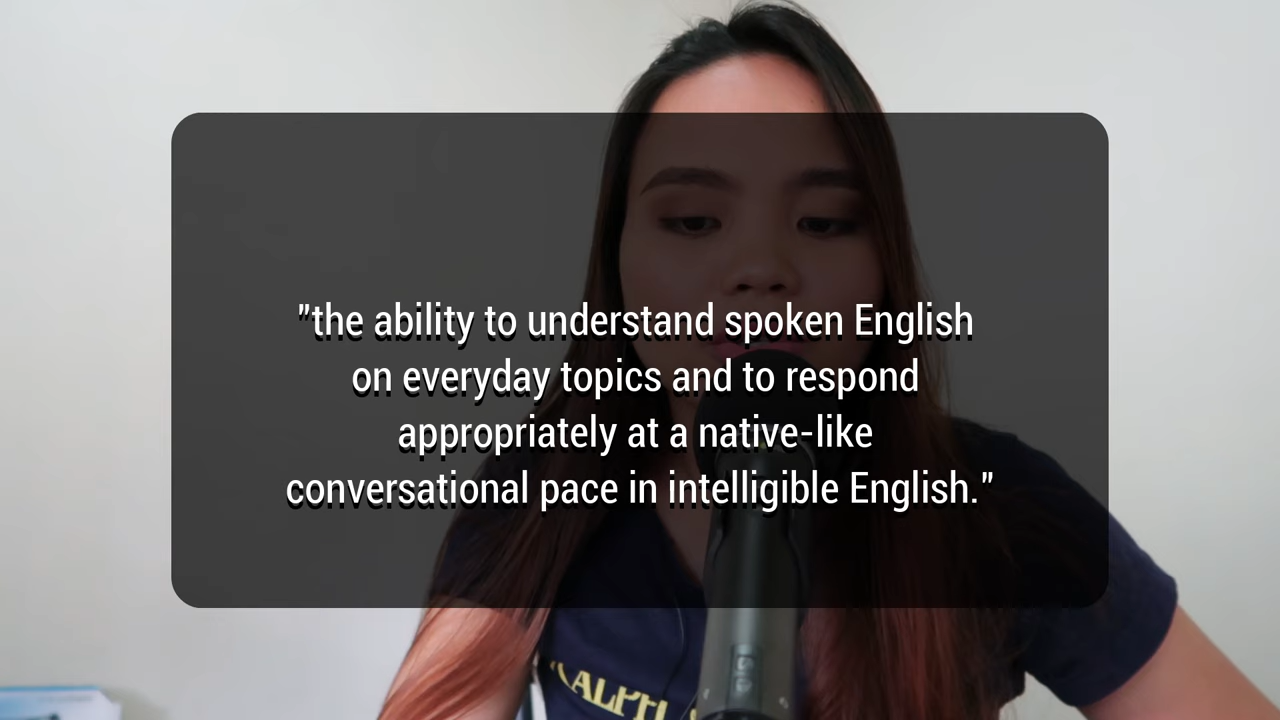 "the ability to understand spoken English
on everyday topics and to respond
appropriately at a native-like
conversational pace in intelligible English."